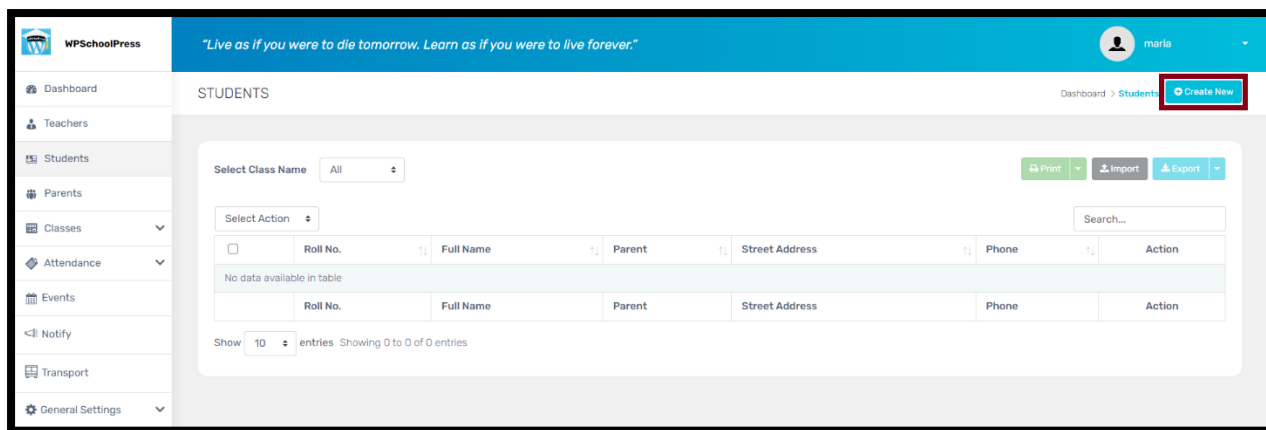 WPSchoolPress
"Live as if you were to die tomorrow. Learn as if you were to live forever."
maria
Dashboard
Teachers
Students
Parents
Classes
Attendance
Events
Notify
Transport
General Settings
STUDENTS
Dashboard > Students
Create New
Select Class Name All
Print Import Export
Select Action
Search...
Roll No. Full Name Parent Street Address Phone Action
No data available in table
Roll No. Full Name Parent Street Address Phone Action
Show 10 entries Showing 0 to 0 of 0 entries